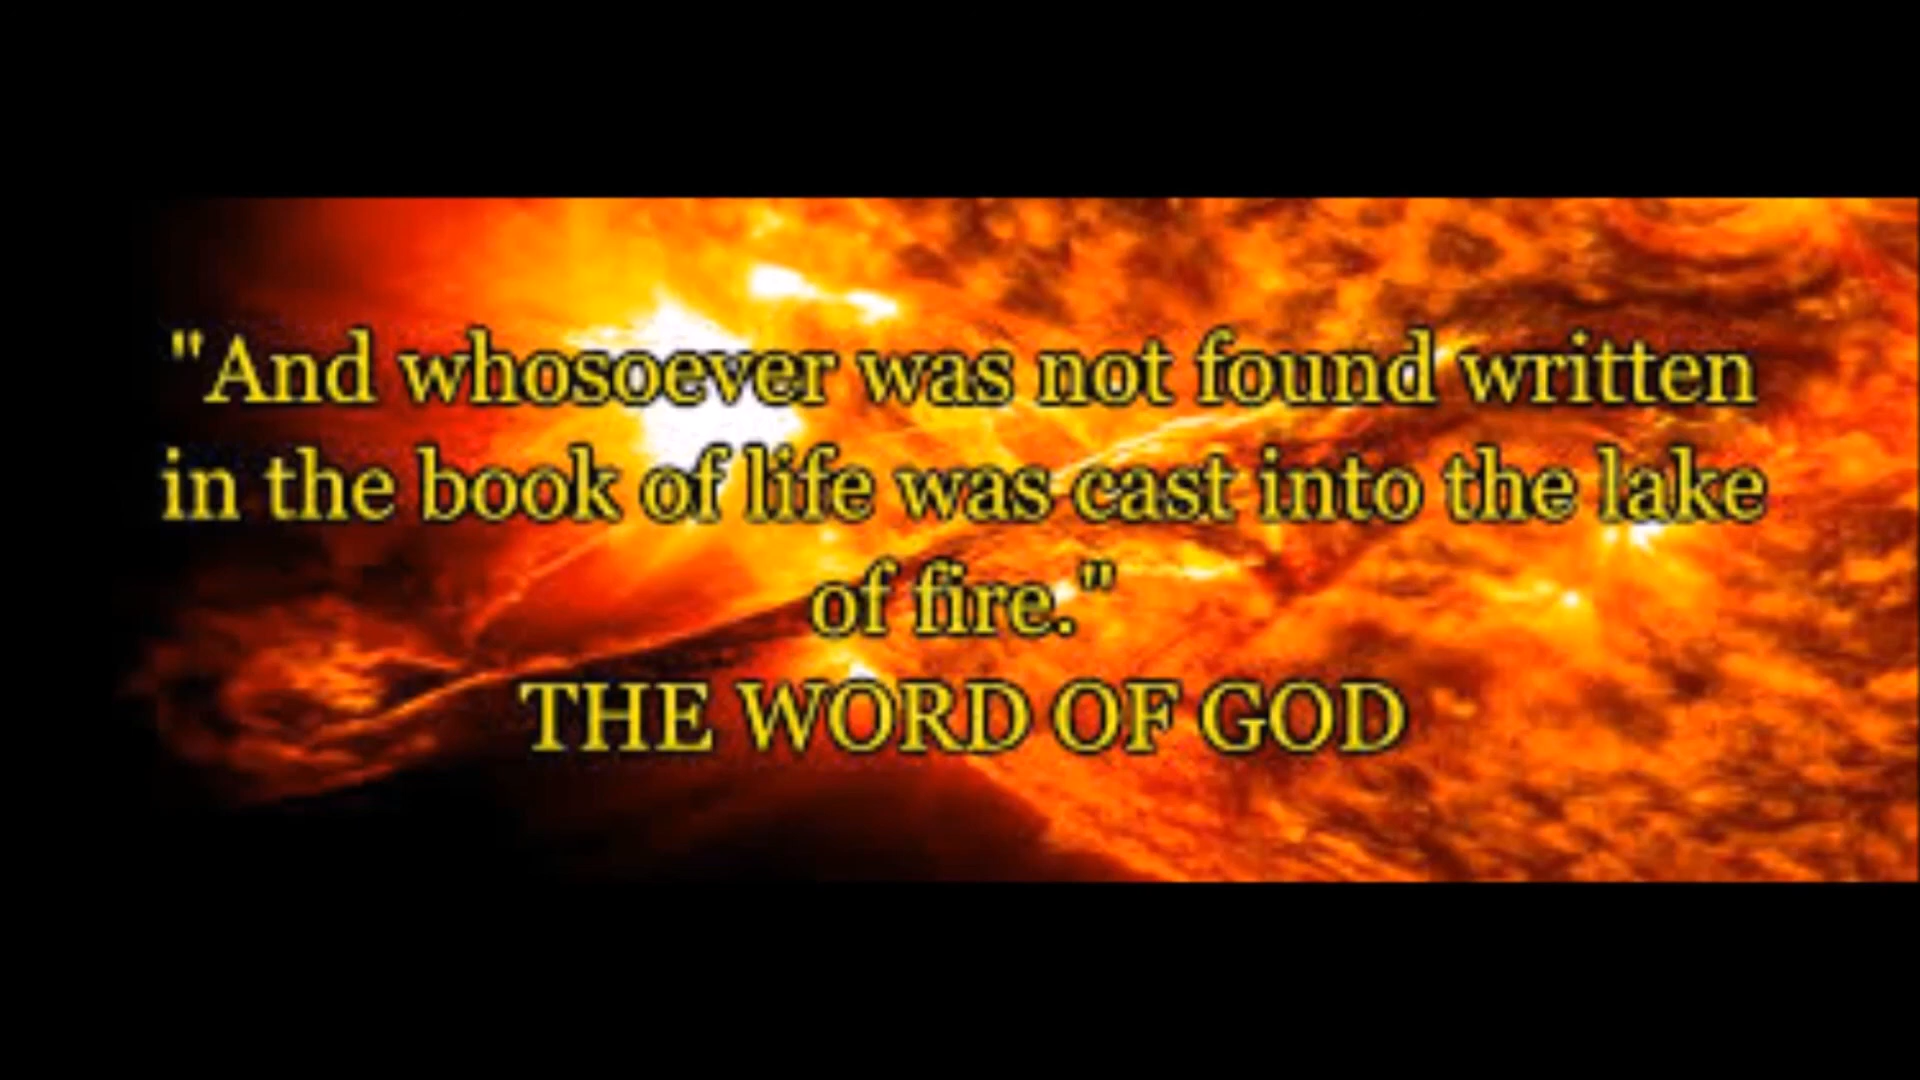 "And whosoever was not found written
in the book of life was cast into the lake
of fire."
THE WORD OF GOD